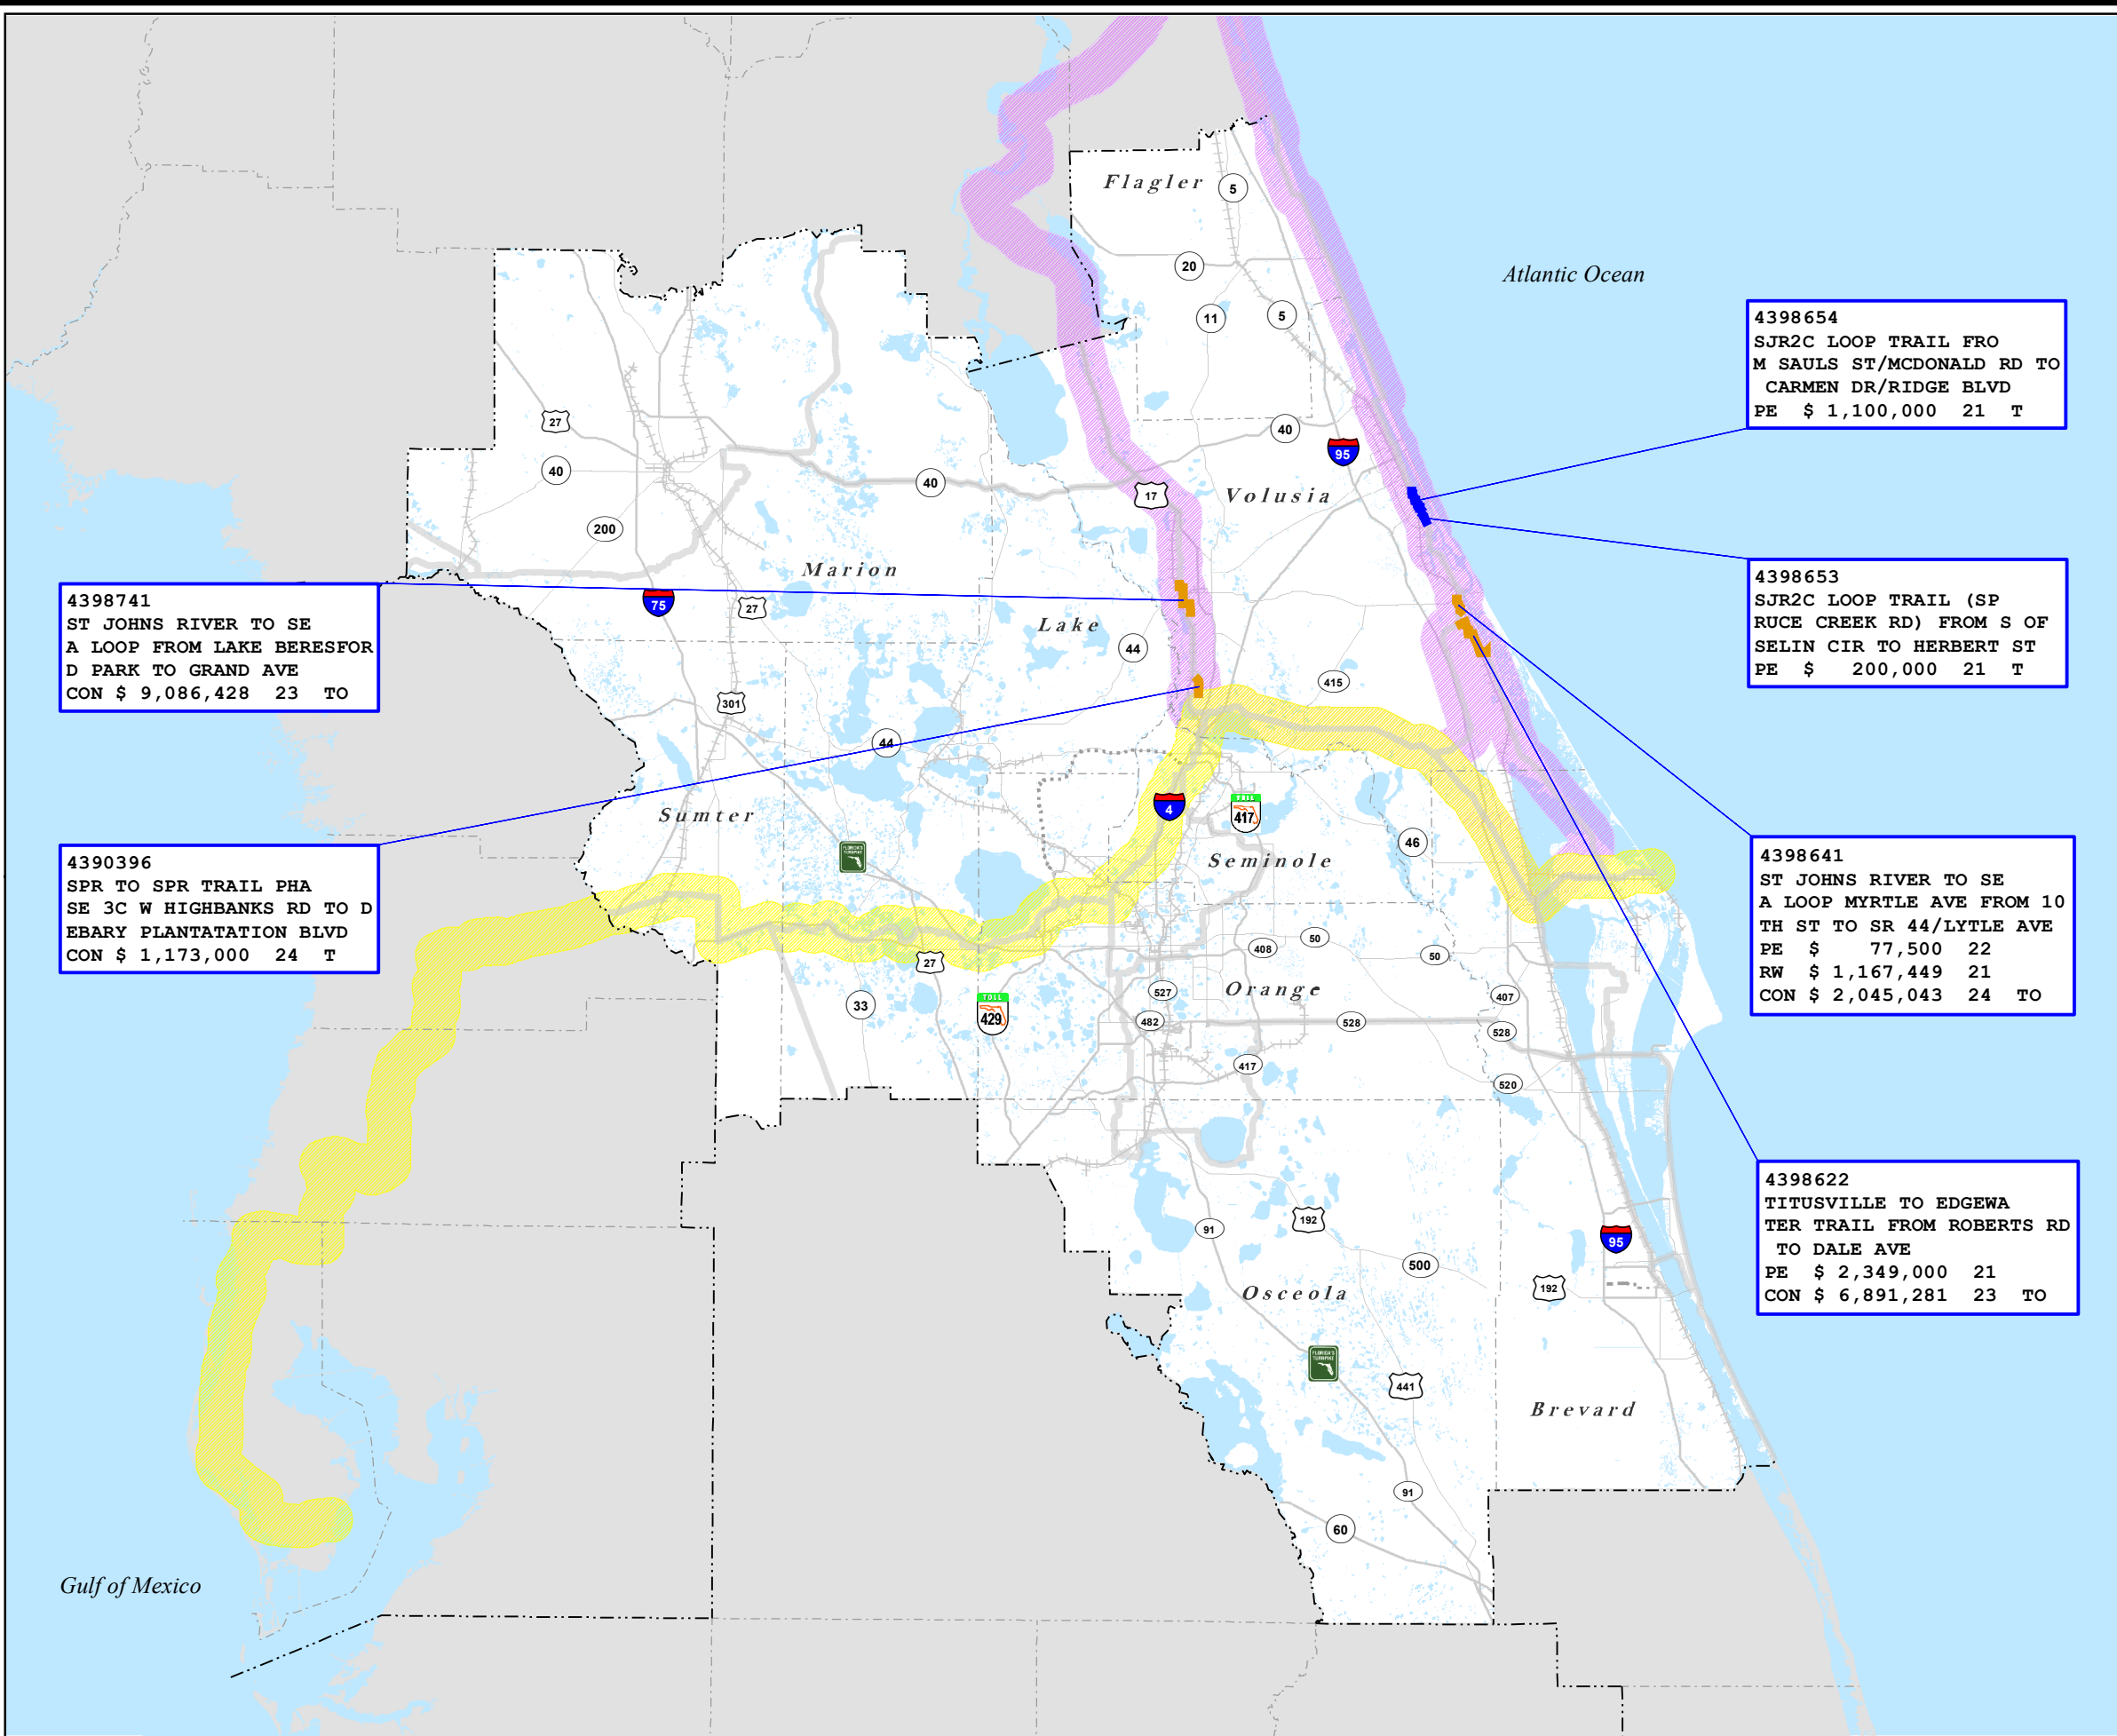 Flagler
5
Atlantic Ocean
20
11
5
4398654
SJR2C LOOP TRAIL FRO
M SAULS ST/MCDONALD RD TO
CARMEN DR/RIDGE BLVD
PE $ 1,100,000 21 T
27
40
95
40
40
17
Volusia
200
Marion
4398653
SJR2C LOOP TRAIL (SP
RUCE CREEK RD) FROM S OF
SELIN CIR TO HERBERT ST
PE $ 200,000 21 T
4398741
ST JOHNS RIVER TO SE
A LOOP FROM LAKE BERESFOR
D PARK TO GRAND AVE
CON $ 9,086,428 23 TO
75
27
Lake
44
415
301
44
Sumter
4
TOLL
417
46
Seminole
FLORIDA'S
TURNPIKE
4390396
SPR TO SPR TRAIL PHA
SE 3C W HIGHBANKS RD TO D
EBARY PLANTATATION BLVD
CON $ 1,173,000 24 T
4398641
ST JOHNS RIVER TO SE
A LOOP MYRTLE AVE FROM 10
TH ST TO SR 44/LYTLE AVE
PE $ 77,500 22
RW $ 1,167,449 21
CON $ 2,045,043 24 TO
408
50
50
27
527
Orange
407
33
TOLL
429
482
528
528
417
520
4398622
TITUSVILLE TO EDGEWA
TER TRAIL FROM ROBERTS RD
TO DALE AVE
PE $ 2,349,000 21
CON $ 6,891,281 23 TO
91
192
95
500
192
Osceola
FLORIDA'S
TURNPIKE
441
Brevard
91
60
Gulf of Mexico